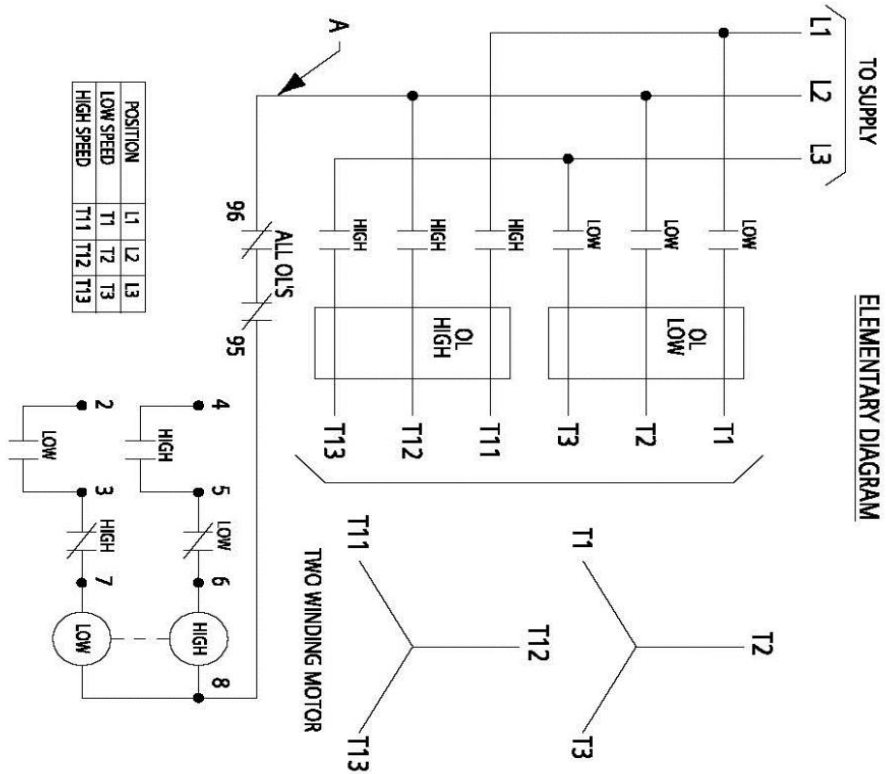 ELEMENTARY DIAGRAM
TO SUPPLY
L1
L2
L3
A
LOW
LOW
LOW
HIGH
HIGH
HIGH
OL
LOW
OL
HIGH
T1
T2
T3
T11
T12
T13
T1
T2
T3
T11
T12
T13
TWO WINDING MOTOR
96
ALL OL'S
95
4
HIGH
5
LOW
6
HIGH
8
2
LOW
3
HIGH
7
LOW
POSITION L1 L2 L3
LOW SPEED T1 T2 T3
HIGH SPEED T11 T12 T13